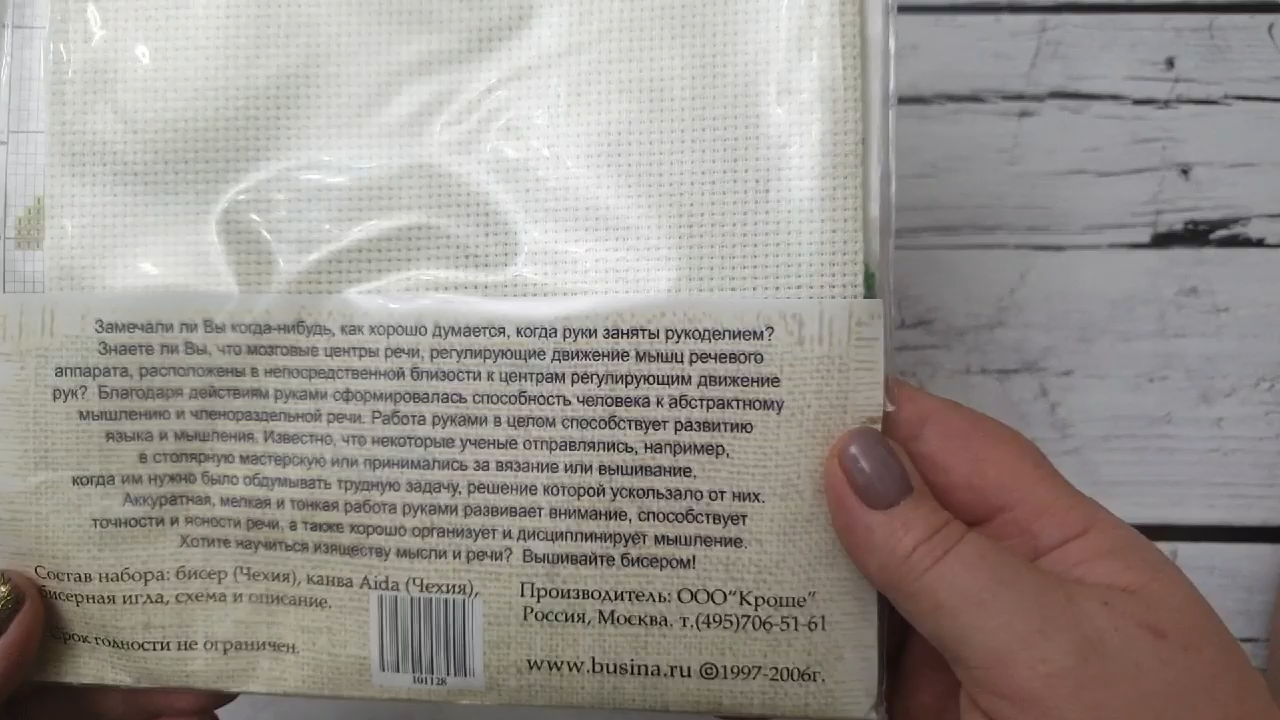 Замечали ли Вы когда-нибудь, как хорошо думается, когда руки заняты рукоделием?
Знаете ли Вы, что мозговые центры речи, регулирующие движение мышц речевого
аппарата, расположены в непосредственной близости к центрам регулирующим движение
рук? Благодаря действиям руками сформировалась способность человека к абстрактному
мышлению и членораздельной речи. Работа руками в целом способствует развитию
языка и мышления. Известно, что некоторые ученые отправлялись, например,
в столярную мастерскую или принимались за вязание или вышивание,
когда им нужно было обдумывать трудную задачу, решение которой ускользало от них.
Аккуратная, мелкая и тонкая работа руками развивает внимание, способствует
точности и ясности речи, а также хорошо организует и дисциплинирует мышление.
Хотите научиться изяществу мысли и речи? Вышивайте бисером!
Состав набора: бисер (Чехия), канва Aida (Чехия),
бисерная игла, схема и описание.
Срок годности не ограничен.
101128
Производитель: ООО"Кроше"
Россия, Москва. т.(495)706-51-61
www.busina.ru ©1997-2006г.